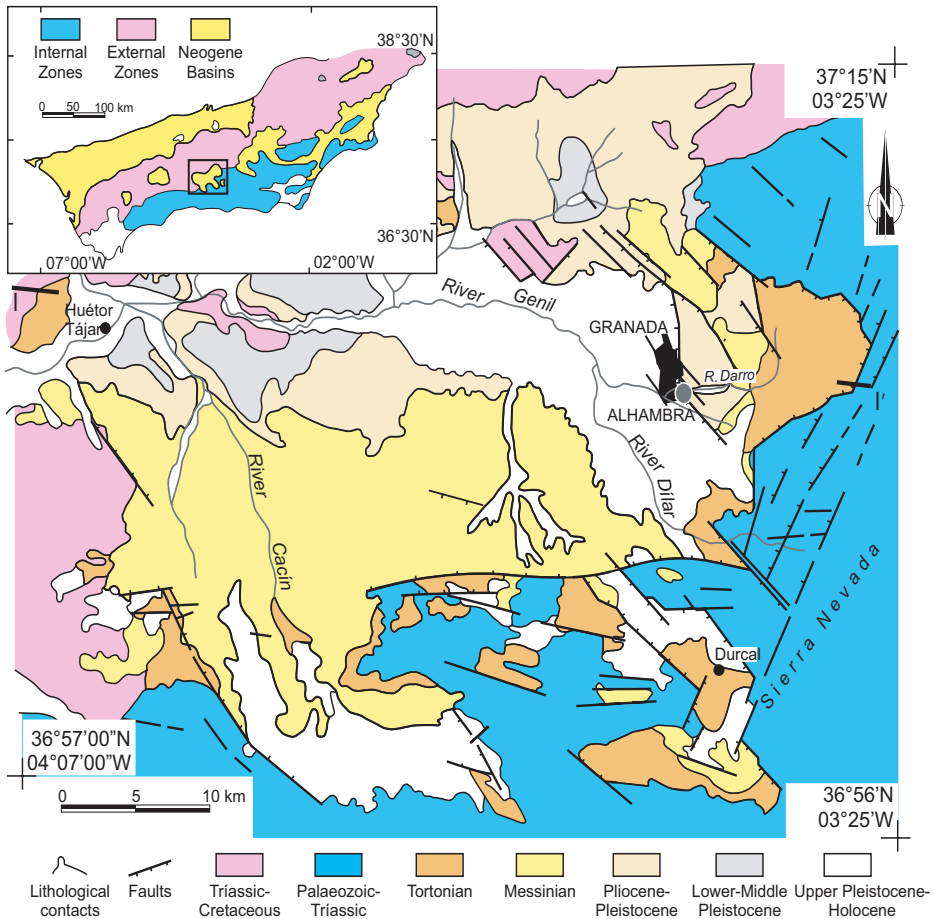 Internal
Zones
External
Zones
Neogene
Basins
0 50 100 km
38°30'N
36°30'N
07°00'W
02°00'W
37°15'N
03°25'W
N
I
Huétor
Tájar
River Genil
GRANADA
R. Darro
I'
ALHAMBRA
River Dílar
River Cacín
Sierra Nevada
Durcal
36°57'00"N
04°07'00"W
0 5 10 km
36°56'N
03°25'W
Lithological
contacts
Faults
Tríassic-
Cretaceous
Palaeozoic-
Triassic
Tortonian
Messinian
Pliocene-
Pleistocene
Lower-Middle
Pleistocene
Upper Pleistocene-
Holocene